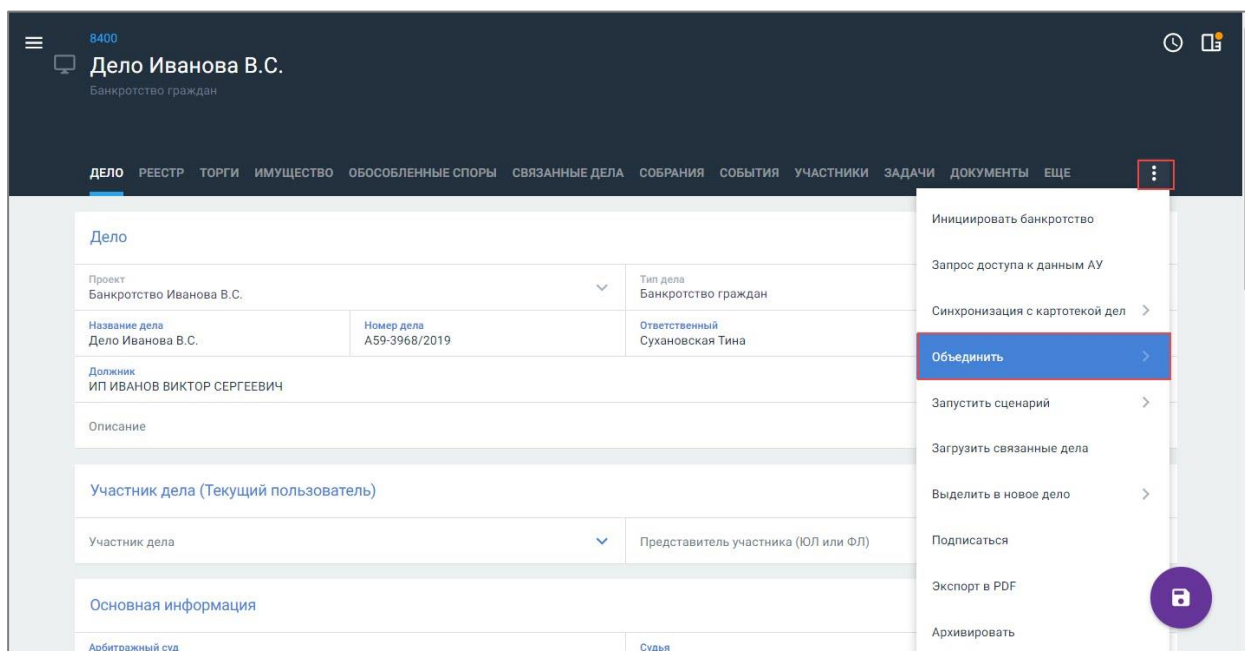 8400
Дело Иванова В.С.
Банкротство граждан
ДЕЛО РЕЕСТР ТОРГИ ИМУЩЕСТВО ОБОСОБЛЕННЫЕ СПОРЫ СВЯЗАННЫЕ ДЕЛА СОБРАНИЯ СОБЫТИЯ УЧАСТНИКИ ЗАДАЧИ ДОКУМЕНТЫ ЕЩЕ
Дело
Проект
Банкротство Иванова В.С.
Тип дела
Банкротство граждан
Название дела
Дело Иванова В.С.
Номер дела
А59-3968/2019
Ответственный
Сухановская Тина
Должник
ИП ИВАНОВ ВИКТОР СЕРГЕЕВИЧ
Описание
Участник дела (Текущий пользователь)
Участник дела
Представитель участника (ЮЛ или ФЛ)
Основная информация
Арбитражный суд
Судья
Инициировать банкротство
Запрос доступа к данным АУ
Синхронизация с картотекой дел
Объединить
Запустить сценарий
Загрузить связанные дела
Выделить в новое дело
Подписаться
Экспорт в PDF
Архивировать